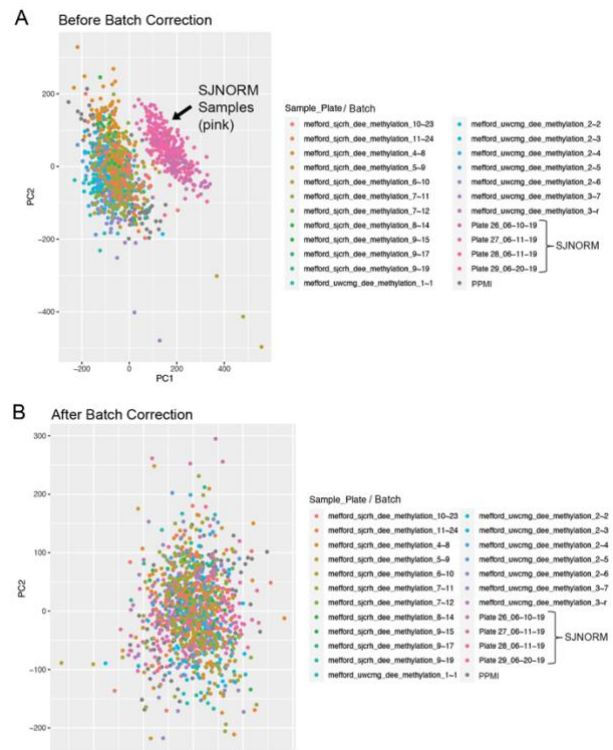 A
Before Batch Correction
200
0
−200
−400
PC2
−200
0
200
400
PC1
SJNORM
Samples
(pink)
Sample_Plate / Batch
mefford_sjcrh_dee_methylation_10−23
mefford_sjcrh_dee_methylation_11−24
mefford_sjcrh_dee_methylation_4−8
mefford_sjcrh_dee_methylation_5−9
mefford_sjcrh_dee_methylation_6−10
mefford_sjcrh_dee_methylation_7−11
mefford_sjcrh_dee_methylation_7−12
mefford_sjcrh_dee_methylation_8−14
mefford_sjcrh_dee_methylation_9−15
mefford_sjcrh_dee_methylation_9−17
mefford_sjcrh_dee_methylation_9−19
mefford_uwcmg_dee_methylation_1−1
mefford_uwcmg_dee_methylation_2−2
mefford_uwcmg_dee_methylation_2−3
mefford_uwcmg_dee_methylation_2−4
mefford_uwcmg_dee_methylation_2−5
mefford_uwcmg_dee_methylation_2−6
mefford_uwcmg_dee_methylation_3−7
mefford_uwcmg_dee_methylation_3−r
Plate 26_06−10−19
Plate 27_06−11−19
Plate 28_06−11−19
Plate 29_06−20−19
PPMI
SJNORM
B
After Batch Correction
300
200
100
0
−100
−200
PC2
Sample_Plate / Batch
mefford_sjcrh_dee_methylation_10−23
mefford_sjcrh_dee_methylation_11−24
mefford_sjcrh_dee_methylation_4−8
mefford_sjcrh_dee_methylation_5−9
mefford_sjcrh_dee_methylation_6−10
mefford_sjcrh_dee_methylation_7−11
mefford_sjcrh_dee_methylation_7−12
mefford_sjcrh_dee_methylation_8−14
mefford_sjcrh_dee_methylation_9−15
mefford_sjcrh_dee_methylation_9−17
mefford_sjcrh_dee_methylation_9−19
mefford_uwcmg_dee_methylation_1−1
mefford_uwcmg_dee_methylation_2−2
mefford_uwcmg_dee_methylation_2−3
mefford_uwcmg_dee_methylation_2−4
mefford_uwcmg_dee_methylation_2−5
mefford_uwcmg_dee_methylation_2−6
mefford_uwcmg_dee_methylation_3−7
mefford_uwcmg_dee_methylation_3−r
Plate 26_06−10−19
Plate 27_06−11−19
Plate 28_06−11−19
Plate 29_06−20−19
PPMI
SJNORM